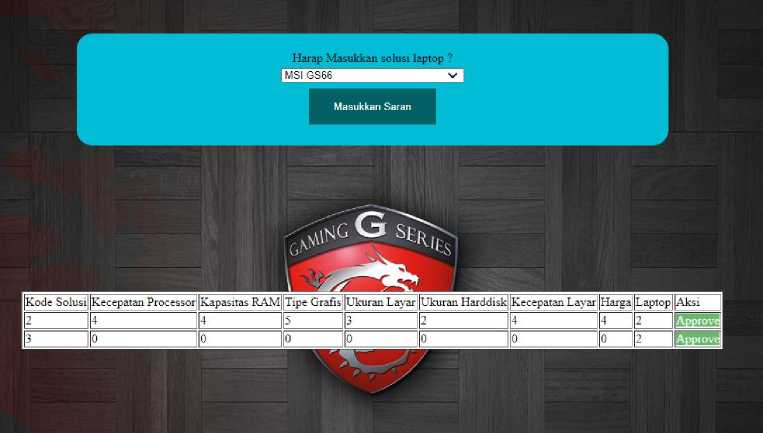 Harap Masukkan solusi laptop ?
MSI GS66
Masukkan Saran
GAMING G SERIES
Kode Solusi Kecepatan Processor Kapasitas RAM Tipe Grafis Ukuran Layar Ukuran Harddisk Kecepatan Layar Harga Laptop Aksi
2 4 4 5 3 2 4 4 2 Approve
3 0 0 0 0 0 0 0 2 Approve